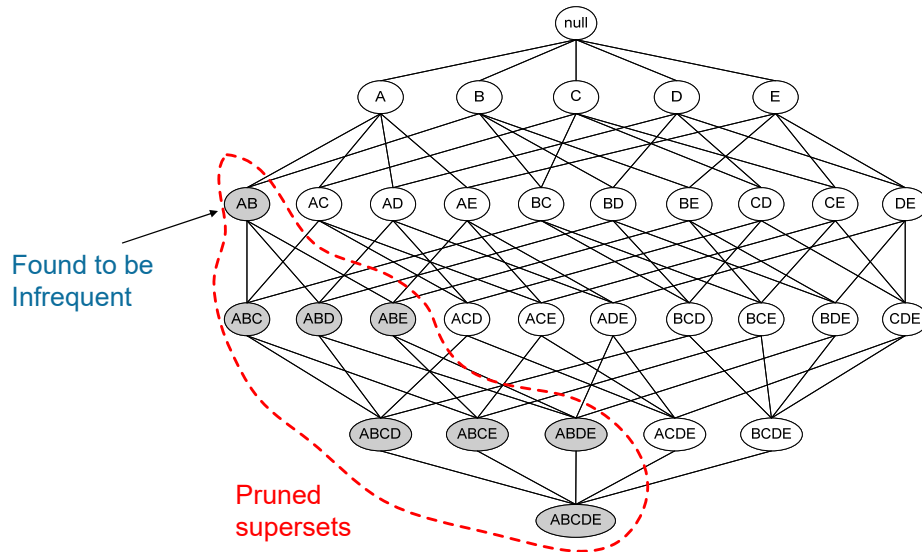 null
A B C D E
AB AC AD AE BC BD BE CD CE DE
Found to be
Infrequent
ABC ABD ABE ACD ACE ADE BCD BCE BDE CDE
ABCD ABCE ABDE ACDE BCDE
Pruned
supersets
ABCDE